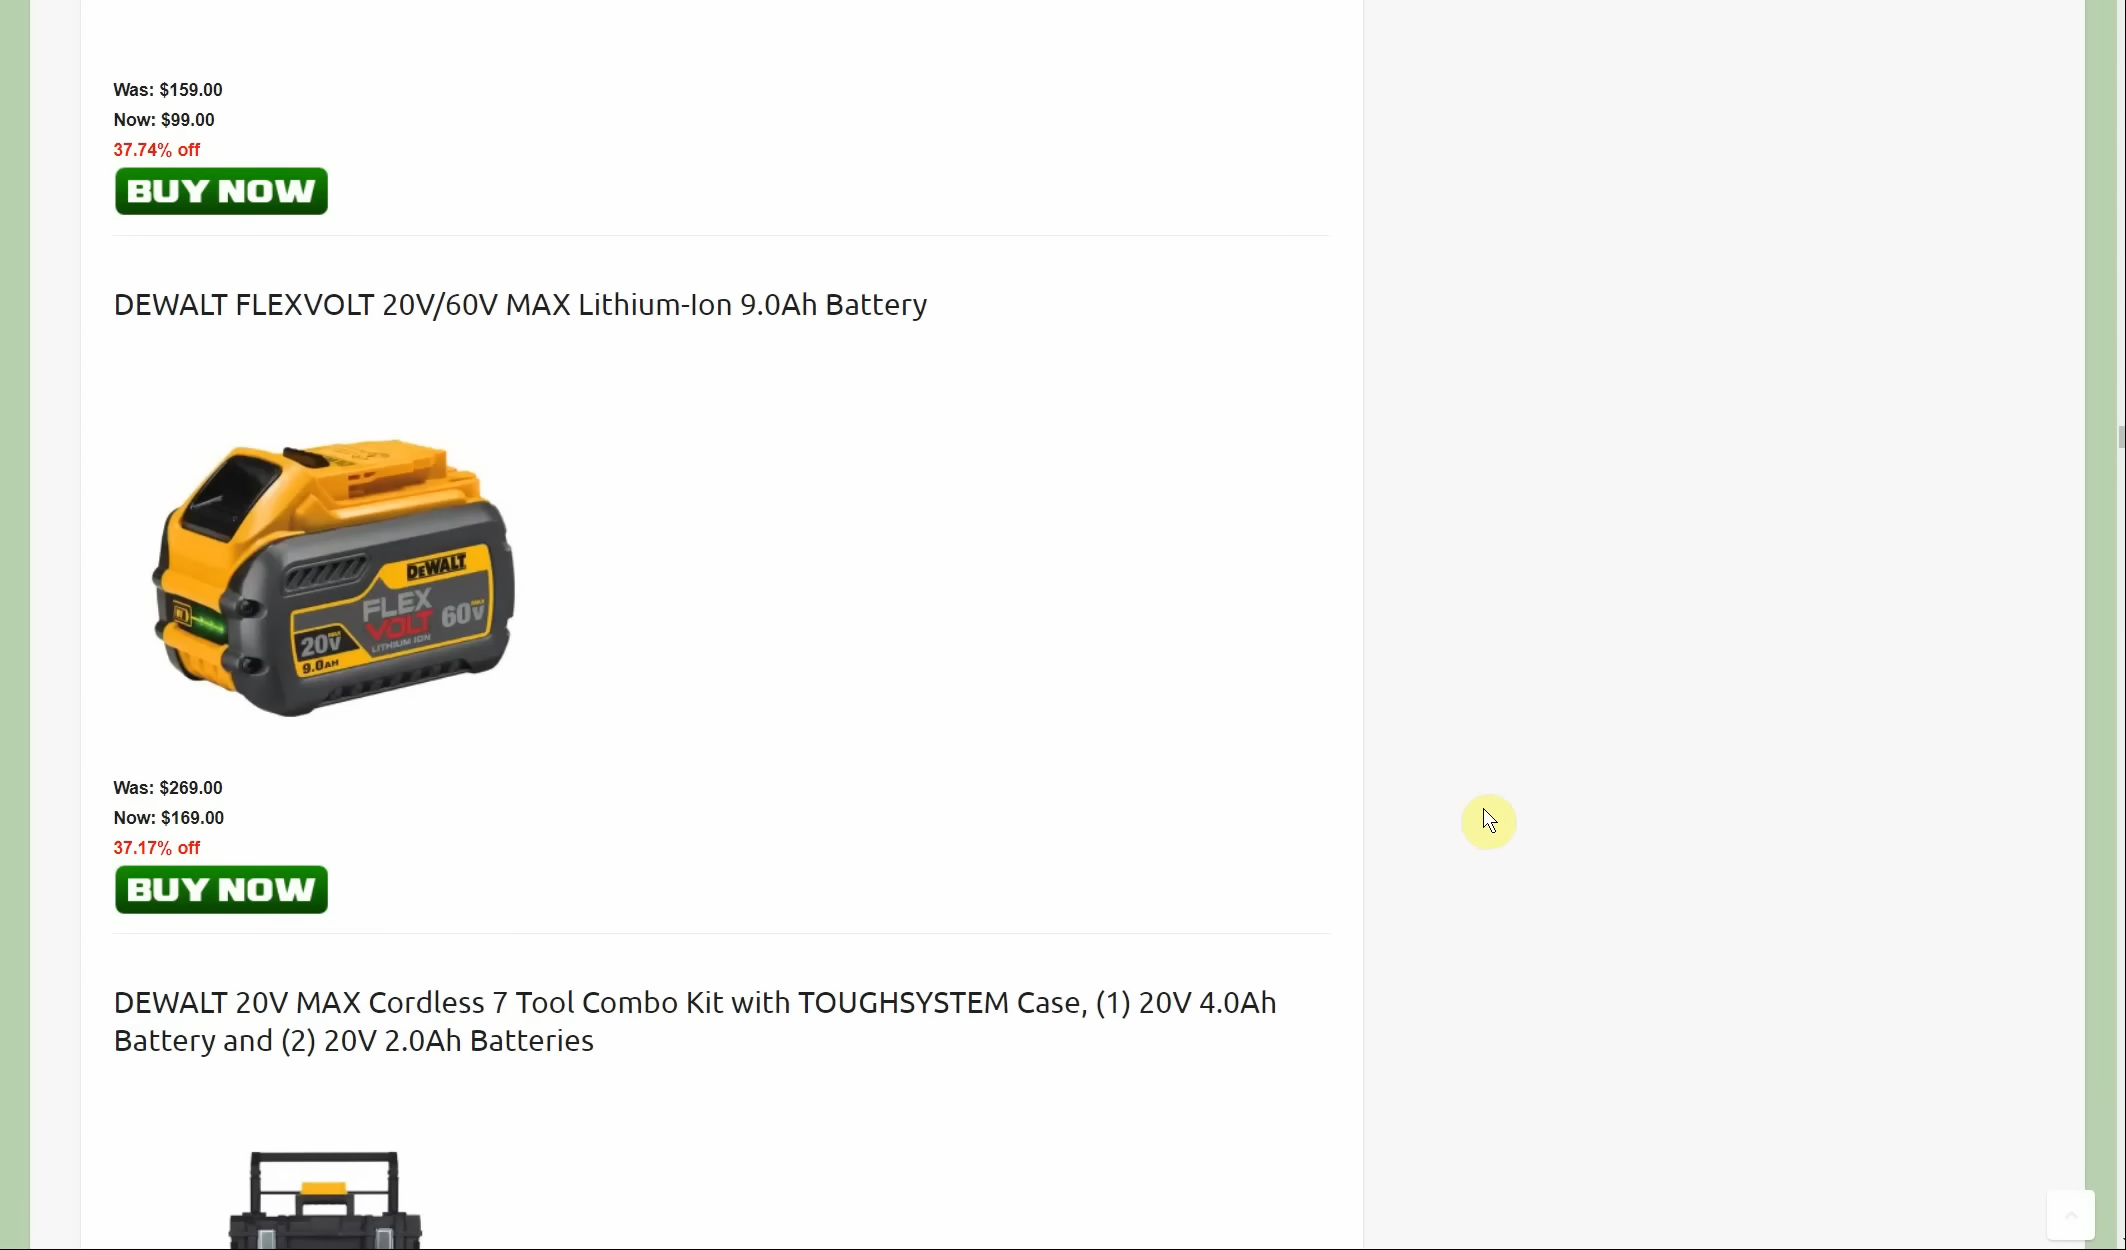 Was: $159.00
Now: $99.00
37.74% off
BUY NOW
DEWALT FLEXVOLT 20V/60V MAX Lithium-Ion 9.0Ah Battery
DEWALT
FLEX
VOLT
LITHIUM ION
60V MAX
20V MAX
9.0AH
Was: $269.00
Now: $169.00
37.17% off
BUY NOW
DEWALT 20V MAX Cordless 7 Tool Combo Kit with TOUGHSYSTEM Case, (1) 20V 4.0Ah
Battery and (2) 20V 2.0Ah Batteries